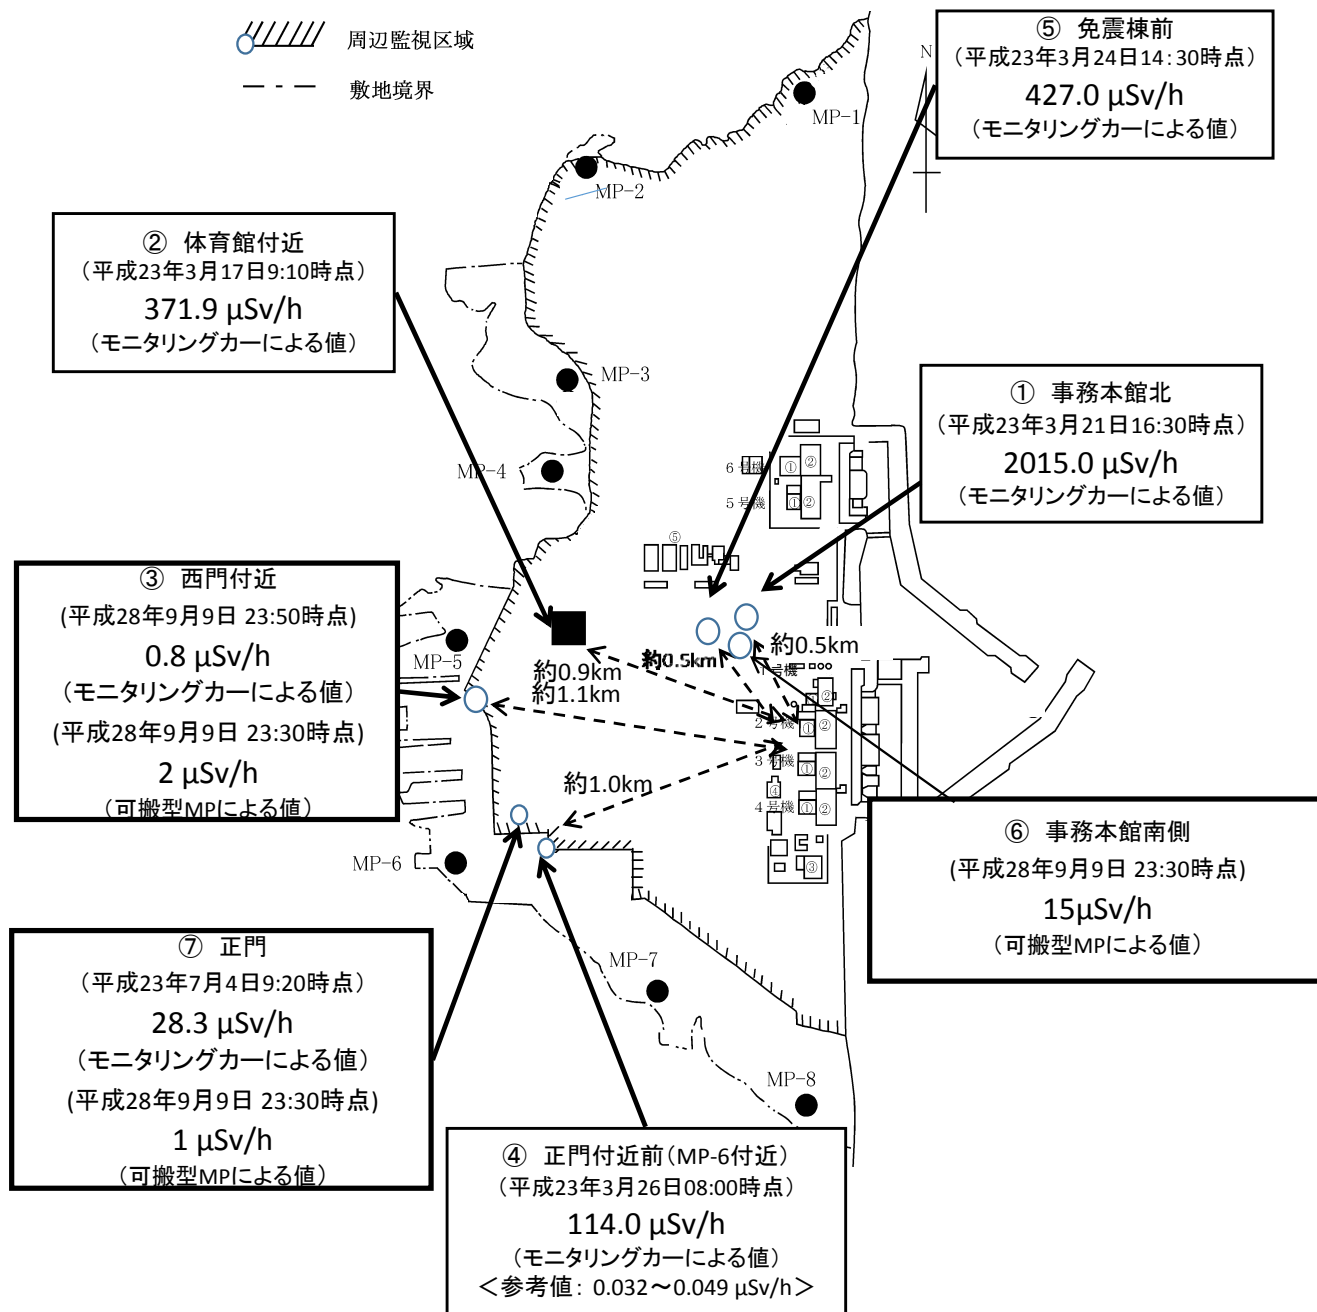 周辺監視区域
敷地境界
N
⑤ 免震棟前
（平成23年3月24日14：30時点）
427.0 μSv/h
（モニタリングカーによる値）
MP-1
MP-2
② 体育館付近
（平成23年3月17日9:10時点）
371.9 μSv/h
（モニタリングカーによる値）
MP-3
MP-4
① 事務本館北
（平成23年3月21日16:30時点）
2015.0 μSv/h
（モニタリングカーによる値）
6号機
① ②
5号機
① ②
⑤
③ 西門付近
(平成28年9月9日 23:50時点)
0.8 μSv/h
（モニタリングカーによる値）
(平成28年9月9日 23:30時点)
2 μSv/h
（可搬型MPによる値）
MP-5
約0.9km
約1.1km
約0.5km
約0.5km
1号機
②
2号機
① ②
3号機
① ②
④
4号機
① ②
③
約1.0km
MP-6
⑥ 事務本館南側
(平成28年9月9日 23:30時点)
15μSv/h
（可搬型MPによる値）
⑦ 正門
（平成23年7月4日9:20時点）
28.3 μSv/h
（モニタリングカーによる値）
(平成28年9月9日 23:30時点)
1 μSv/h
（可搬型MPによる値）
MP-7
MP-8
④ 正門付近前（MP-6付近）
（平成23年3月26日08:00時点）
114.0 μSv/h
（モニタリングカーによる値）
＜参考値： 0.032～0.049 μSv/h＞